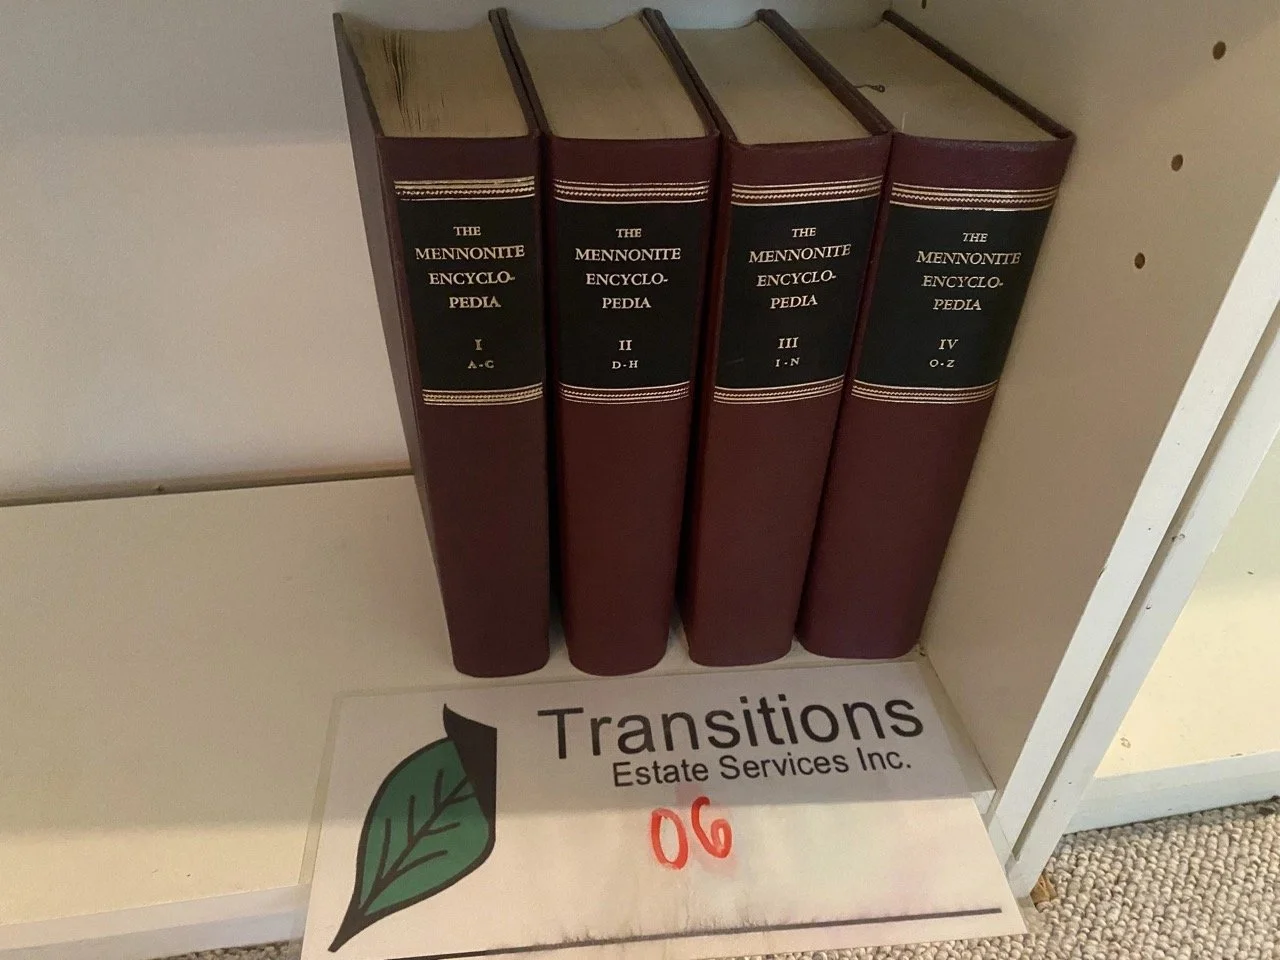 THE
MENNONITE
ENCYCLO-
PEDIA
I
A-C
THE
MENNONITE
ENCYCLO-
PEDIA
II
D-H
THE
MENNONITE
ENCYCLO-
PEDIA
III
I-N
THE
MENNONITE
ENCYCLO-
PEDIA
IV
O-Z
Transitions
Estate Services Inc.
06